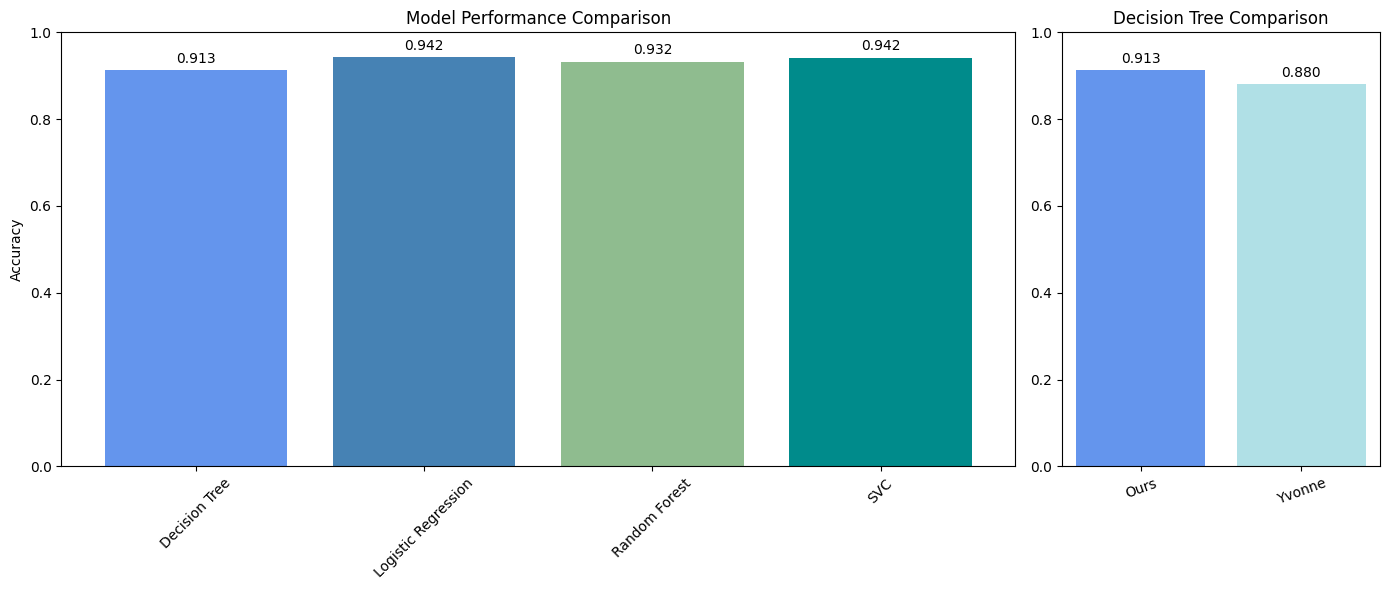 Model Performance Comparison
Accuracy
1.0
0.8
0.6
0.4
0.2
0.0
0.913
0.942
0.932
0.942
Decision Tree
Logistic Regression
Random Forest
SVC
Decision Tree Comparison
1.0
0.8
0.6
0.4
0.2
0.0
0.913
0.880
Ours
Yvonne